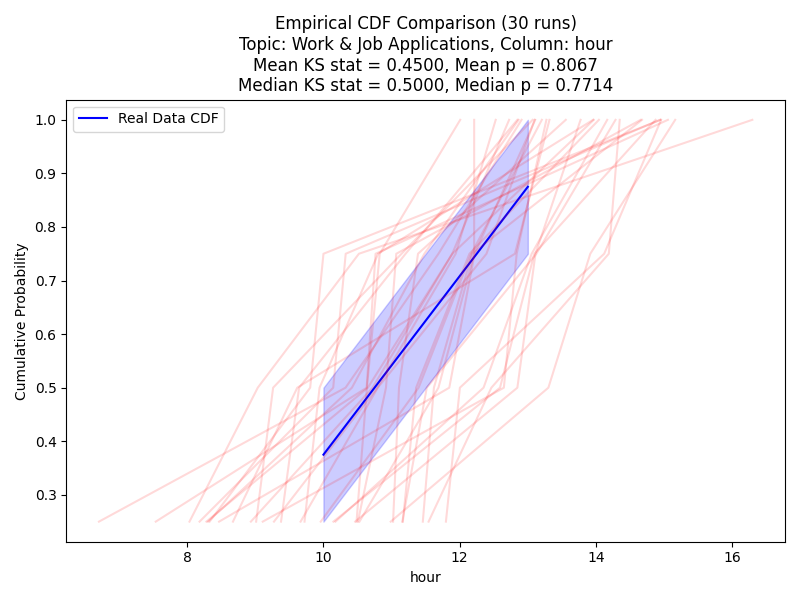 Empirical CDF Comparison (30 runs)
Topic: Work & Job Applications, Column: hour
Mean KS stat = 0.4500, Mean p = 0.8067
Median KS stat = 0.5000, Median p = 0.7714
Real Data CDF
Cumulative Probability
1.0
0.9
0.8
0.7
0.6
0.5
0.4
0.3
8 10 12 14 16
hour